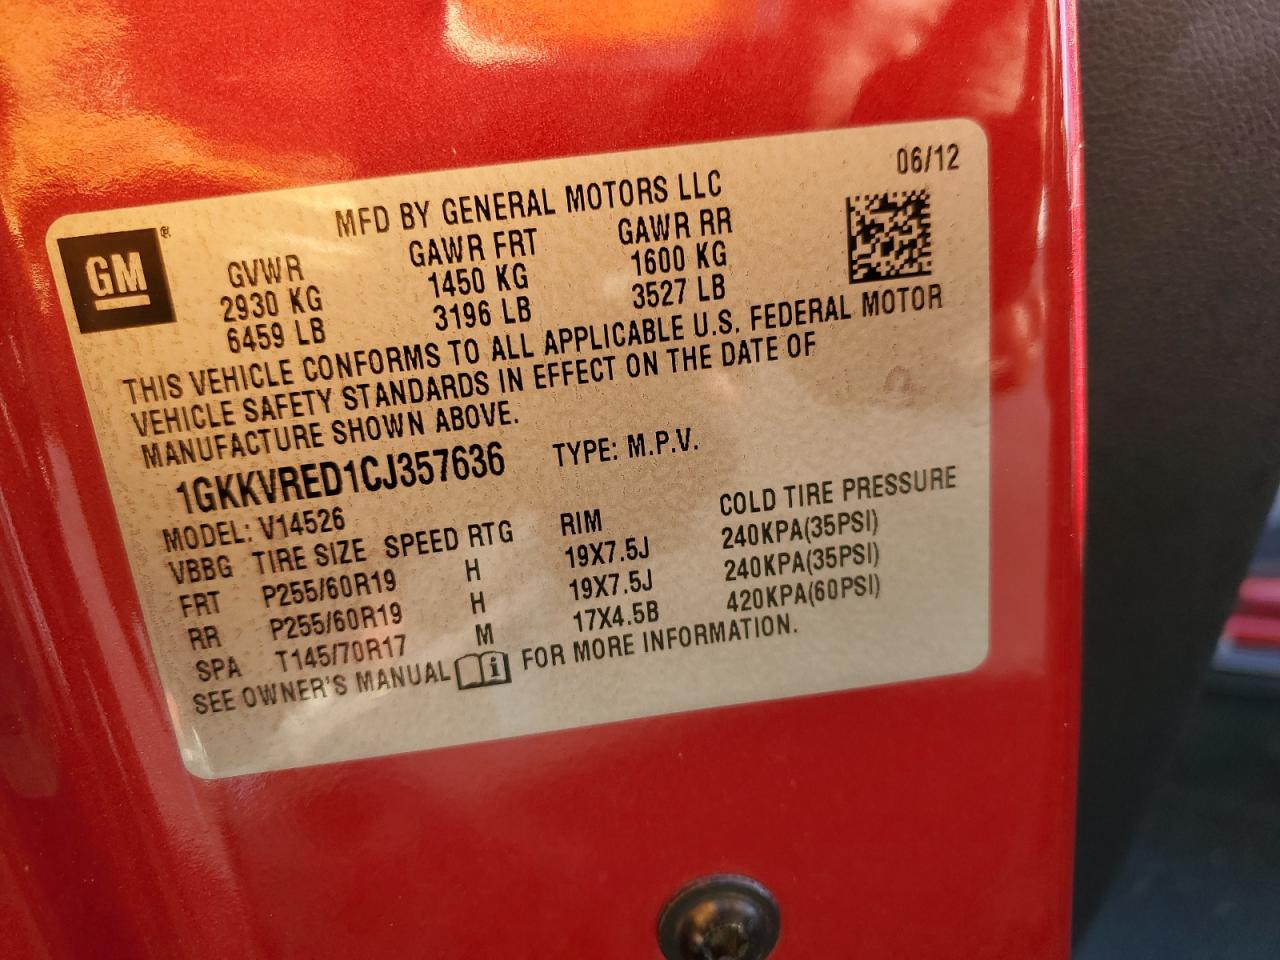 06/12
MFD BY GENERAL MOTORS LLC
GM
GVWR GAWR FRT GAWR RR
2930 KG 1450 KG 1600 KG
6459 LB 3196 LB 3527 LB
THIS VEHICLE CONFORMS TO ALL APPLICABLE U.S. FEDERAL MOTOR
VEHICLE SAFETY STANDARDS IN EFFECT ON THE DATE OF
MANUFACTURE SHOWN ABOVE.
1GKKVRED1CJ357636 TYPE: M.P.V.
MODEL: V14526
VBBG TIRE SIZE SPEED RTG RIM COLD TIRE PRESSURE
FRT P255/60R19 H 19X7.5J 240KPA(35PSI)
RR P255/60R19 H 19X7.5J 240KPA(35PSI)
SPA T145/70R17 M 17X4.5B 420KPA(60PSI)
SEE OWNER'S MANUAL i FOR MORE INFORMATION.